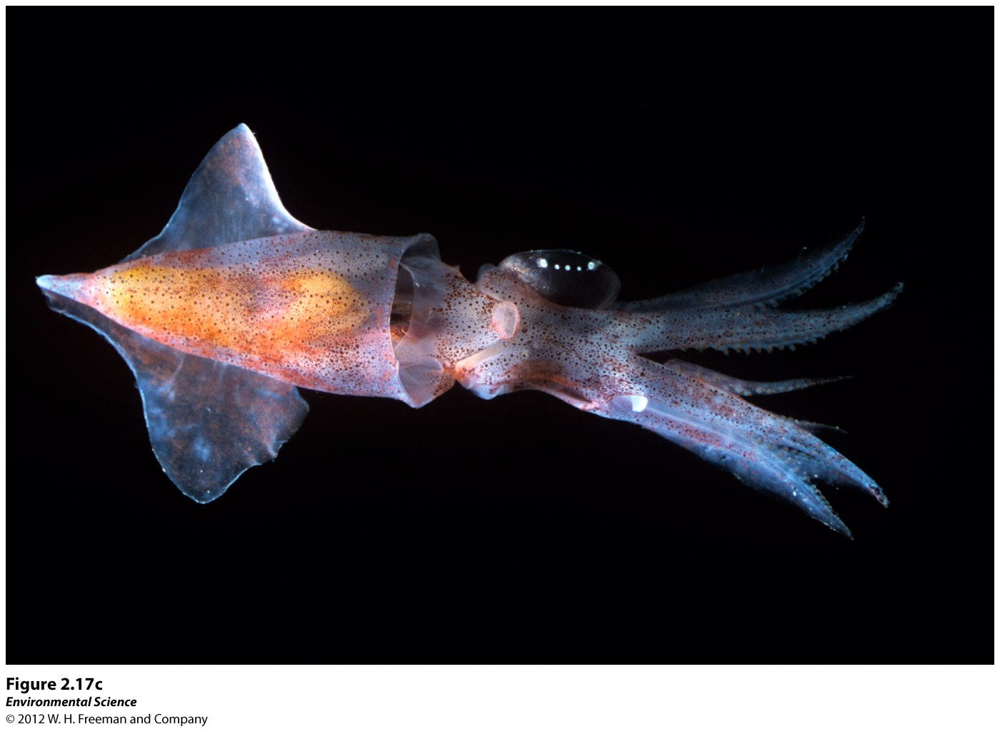 Figure 2.17c
Environmental Science
© 2012 W. H. Freeman and Company